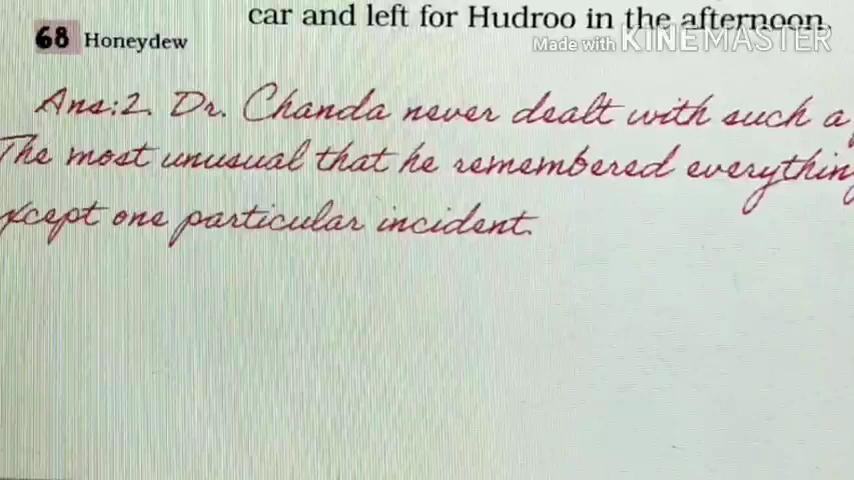 car and left for Hudroo in the afternoon.
68 Honeydew
Made with KINEMASTER
Ans:2. Dr. Chanda never dealt with such a
The most unusual that he remembered everything
xcept one particular incident.